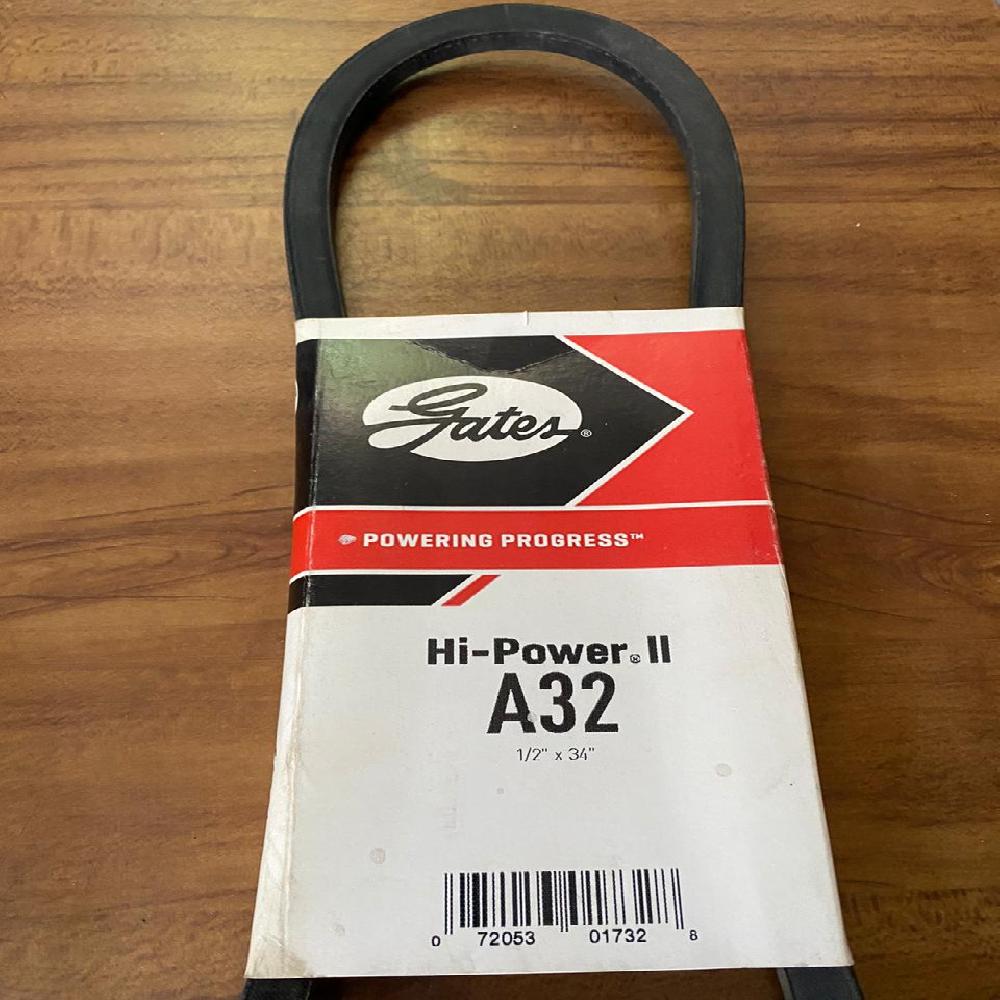 Gates®
POWERING PROGRESS™
Hi-Power® II
A32
1/2" x 34"
0 72053 01732 8